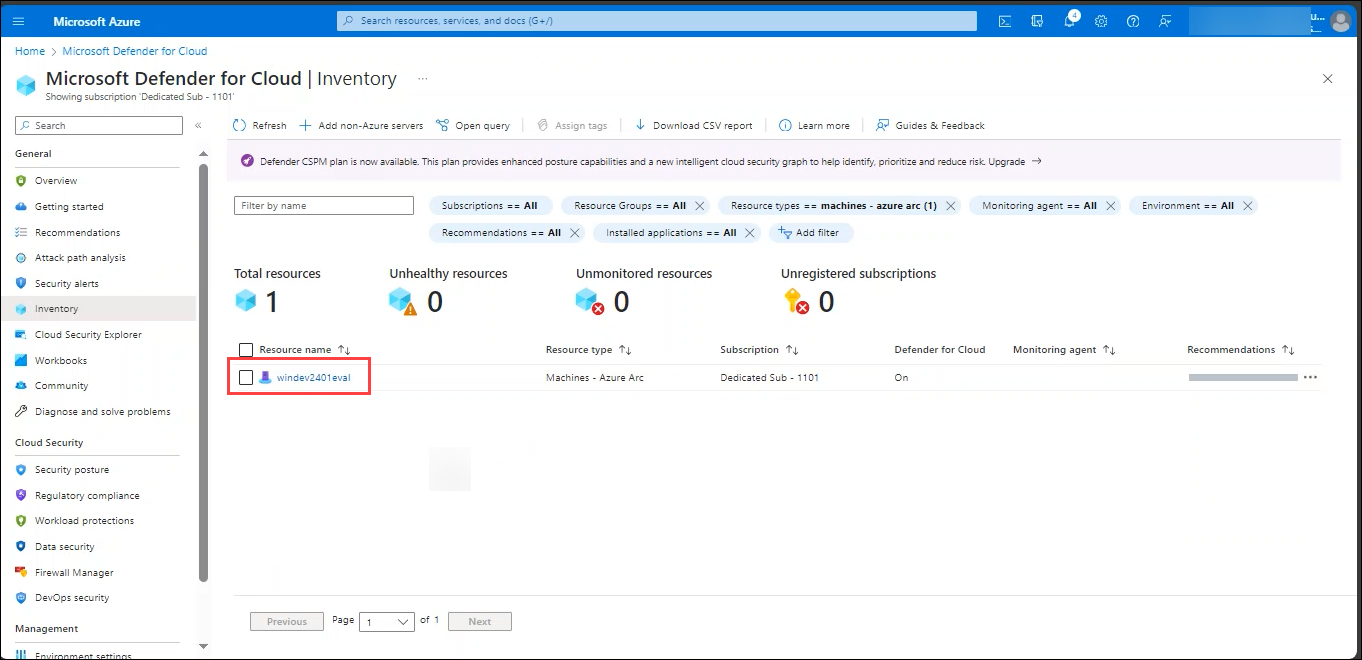 Microsoft Azure
Search resources, services, and docs (G+/)
4
Home > Microsoft Defender for Cloud
Microsoft Defender for Cloud | Inventory ...
Showing subscription 'Dedicated Sub - 1101'
Search
«
Refresh
Add non-Azure servers
Open query
Assign tags
Download CSV report
Learn more
Guides & Feedback
Defender CSPM plan is now available. This plan provides enhanced posture capabilities and a new intelligent cloud security graph to help identify, prioritize and reduce risk. Upgrade →
General
Overview
Getting started
Recommendations
Attack path analysis
Security alerts
Inventory
Cloud Security Explorer
Workbooks
Community
Diagnose and solve problems
Cloud Security
Security posture
Regulatory compliance
Workload protections
Data security
Firewall Manager
DevOps security
Management
Environment settings
Filter by name
Subscriptions == All
Resource Groups == All
Resource types == machines - azure arc (1)
Monitoring agent == All
Environment == All
Recommendations == All
Installed applications == All
Add filter
Total resources
1
Unhealthy resources
0
Unmonitored resources
0
Unregistered subscriptions
0
Resource name ↑↓
Resource type ↑↓
Subscription ↑↓
Defender for Cloud
Monitoring agent ↑↓
Recommendations ↑↓
windev2401eval
Machines - Azure Arc
Dedicated Sub - 1101
On
...
Previous
Page
1
of 1
Next